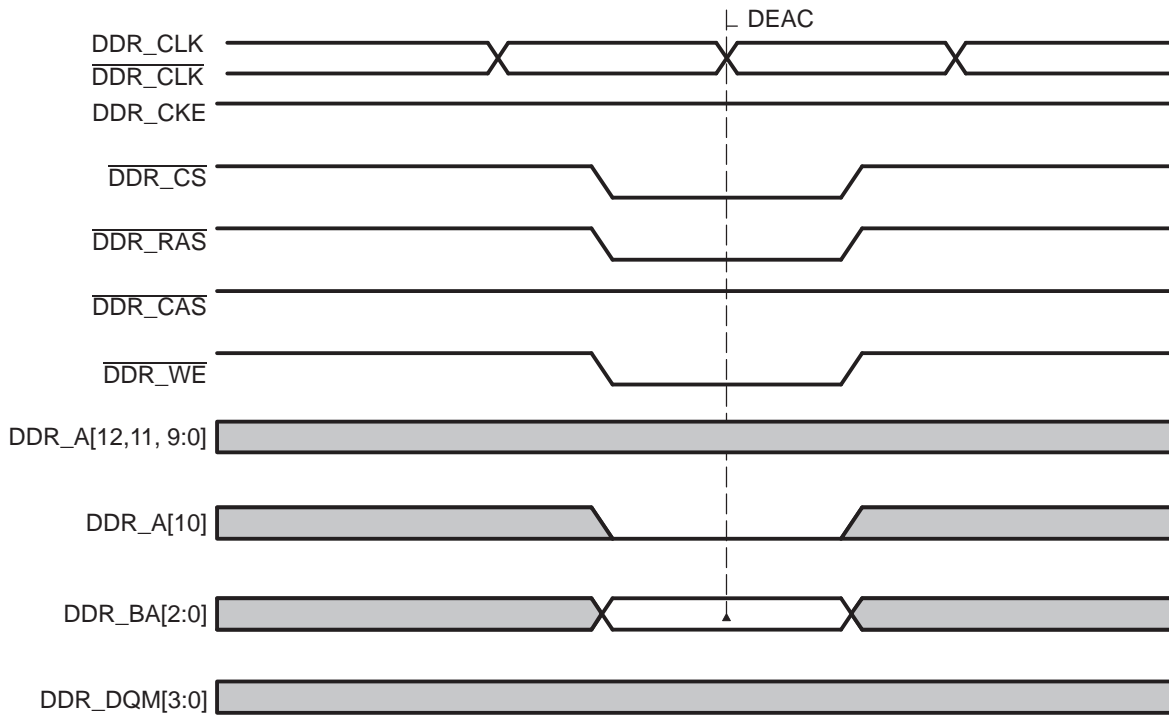 DEAC
DDR_CLK
DDR_CLK
DDR_CKE
DDR_CS
DDR_RAS
DDR_CAS
DDR_WE
DDR_A[12,11, 9:0]
DDR_A[10]
DDR_BA[2:0]
DDR_DQM[3:0]